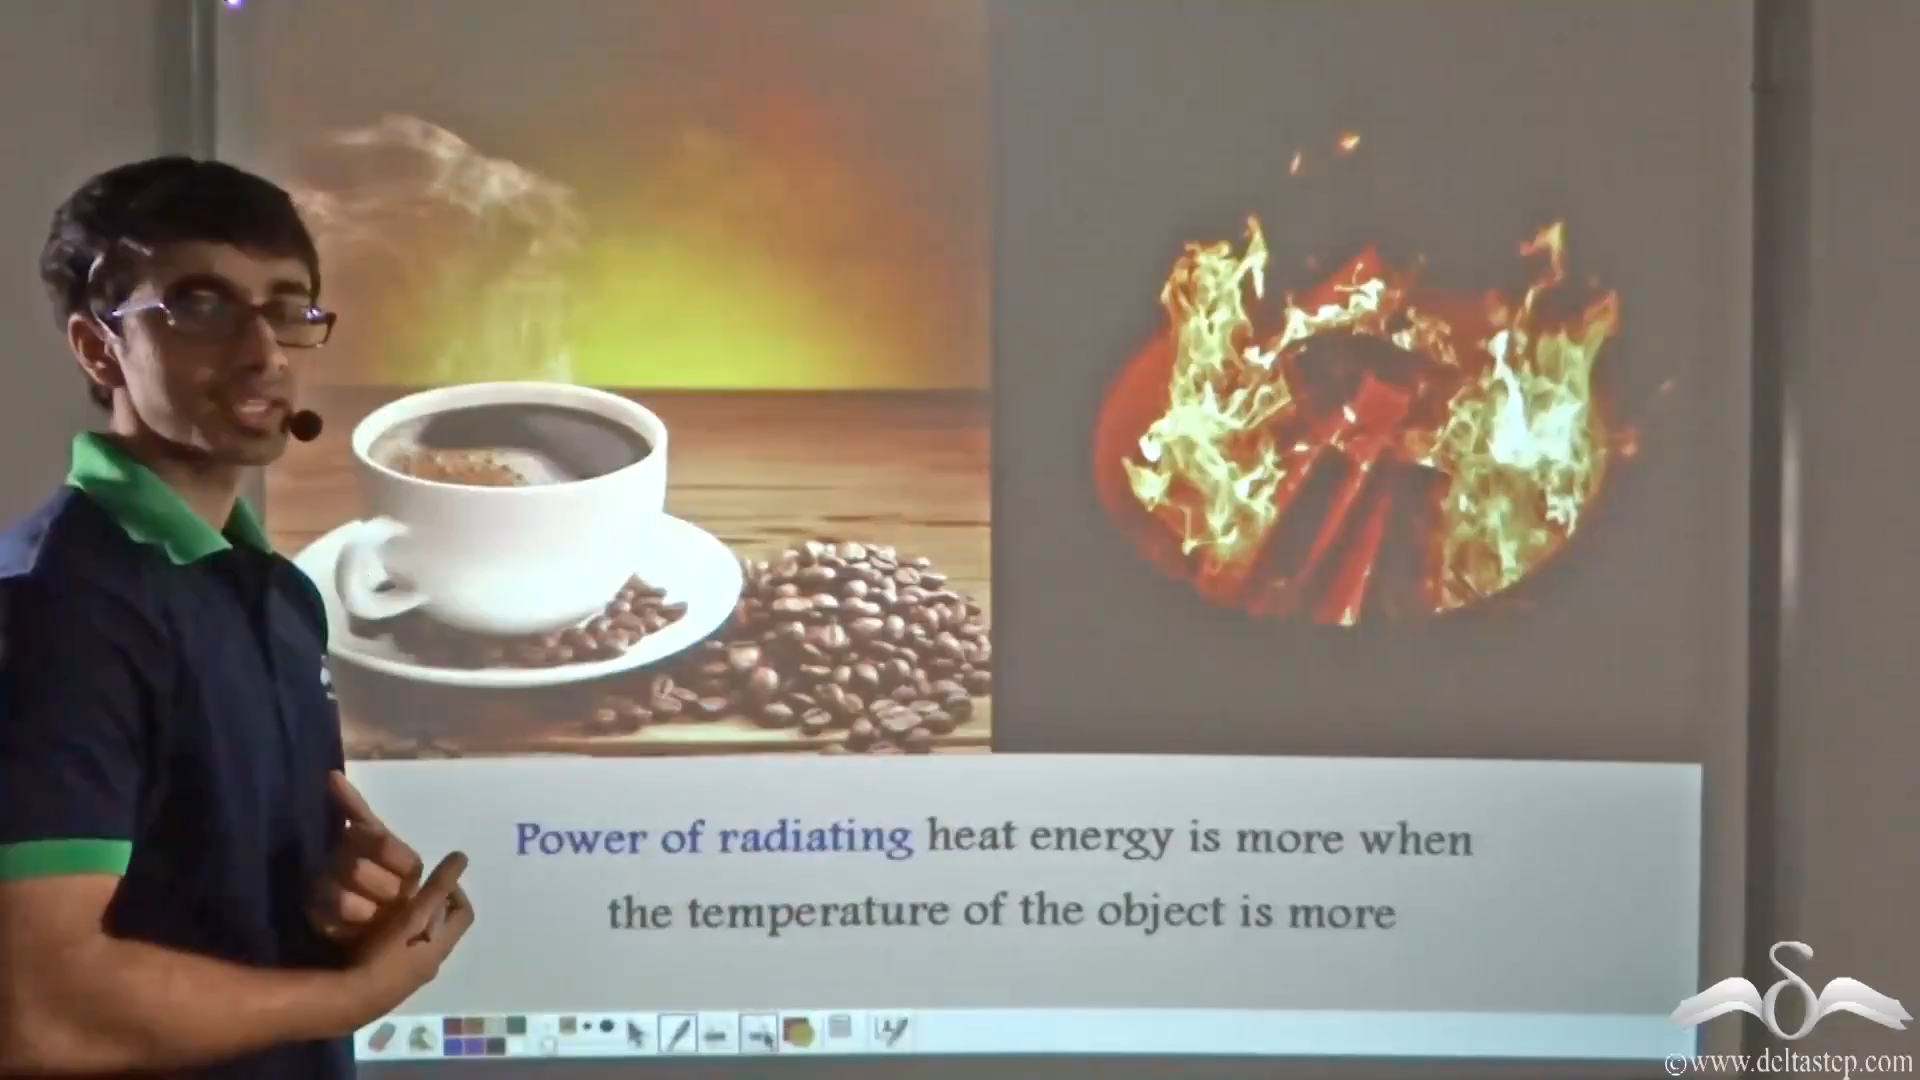 Power of radiating heat energy is more when
the temperature of the object is more
©www.deltastep.com